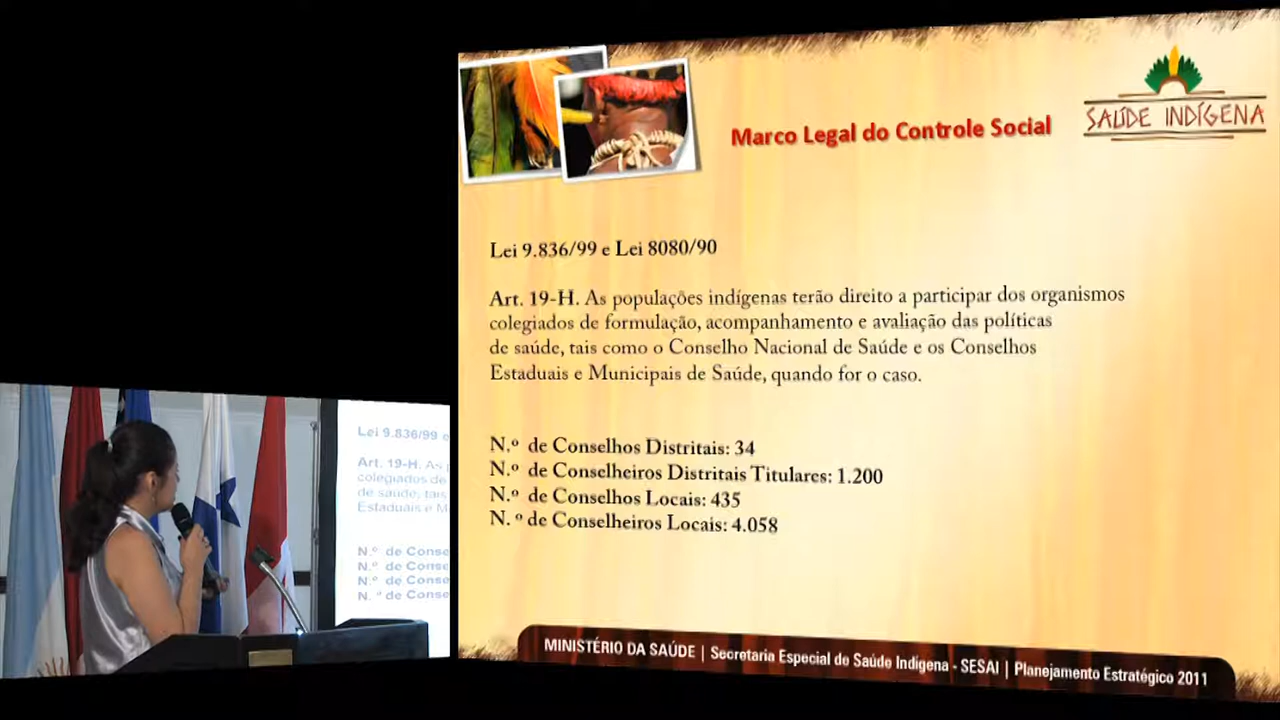 SAÚDE INDÍGENA
Marco Legal do Controle Social
Lei 9.836/99 e Lei 8080/90
Art. 19-H. As populações indígenas terão direito a participar dos organismos
colegiados de formulação, acompanhamento e avaliação das políticas
de saúde, tais como o Conselho Nacional de Saúde e os Conselhos
Estaduais e Municipais de Saúde, quando for o caso.
N.º de Conselhos Distritais: 34
N.º de Conselheiros Distritais Titulares: 1.200
N.º de Conselhos Locais: 435
N. º de Conselheiros Locais: 4.058
MINISTÉRIO DA SAÚDE | Secretaria Especial de Saúde Indígena - SESAI | Planejamento Estratégico 2011
Lei 9.836/99 e
Art. 19-H. As
colegiados de
de saúde, tais
Estaduais e M
N.º de Conse
N.º de Conse
N.º de Conse
N. º de Conse